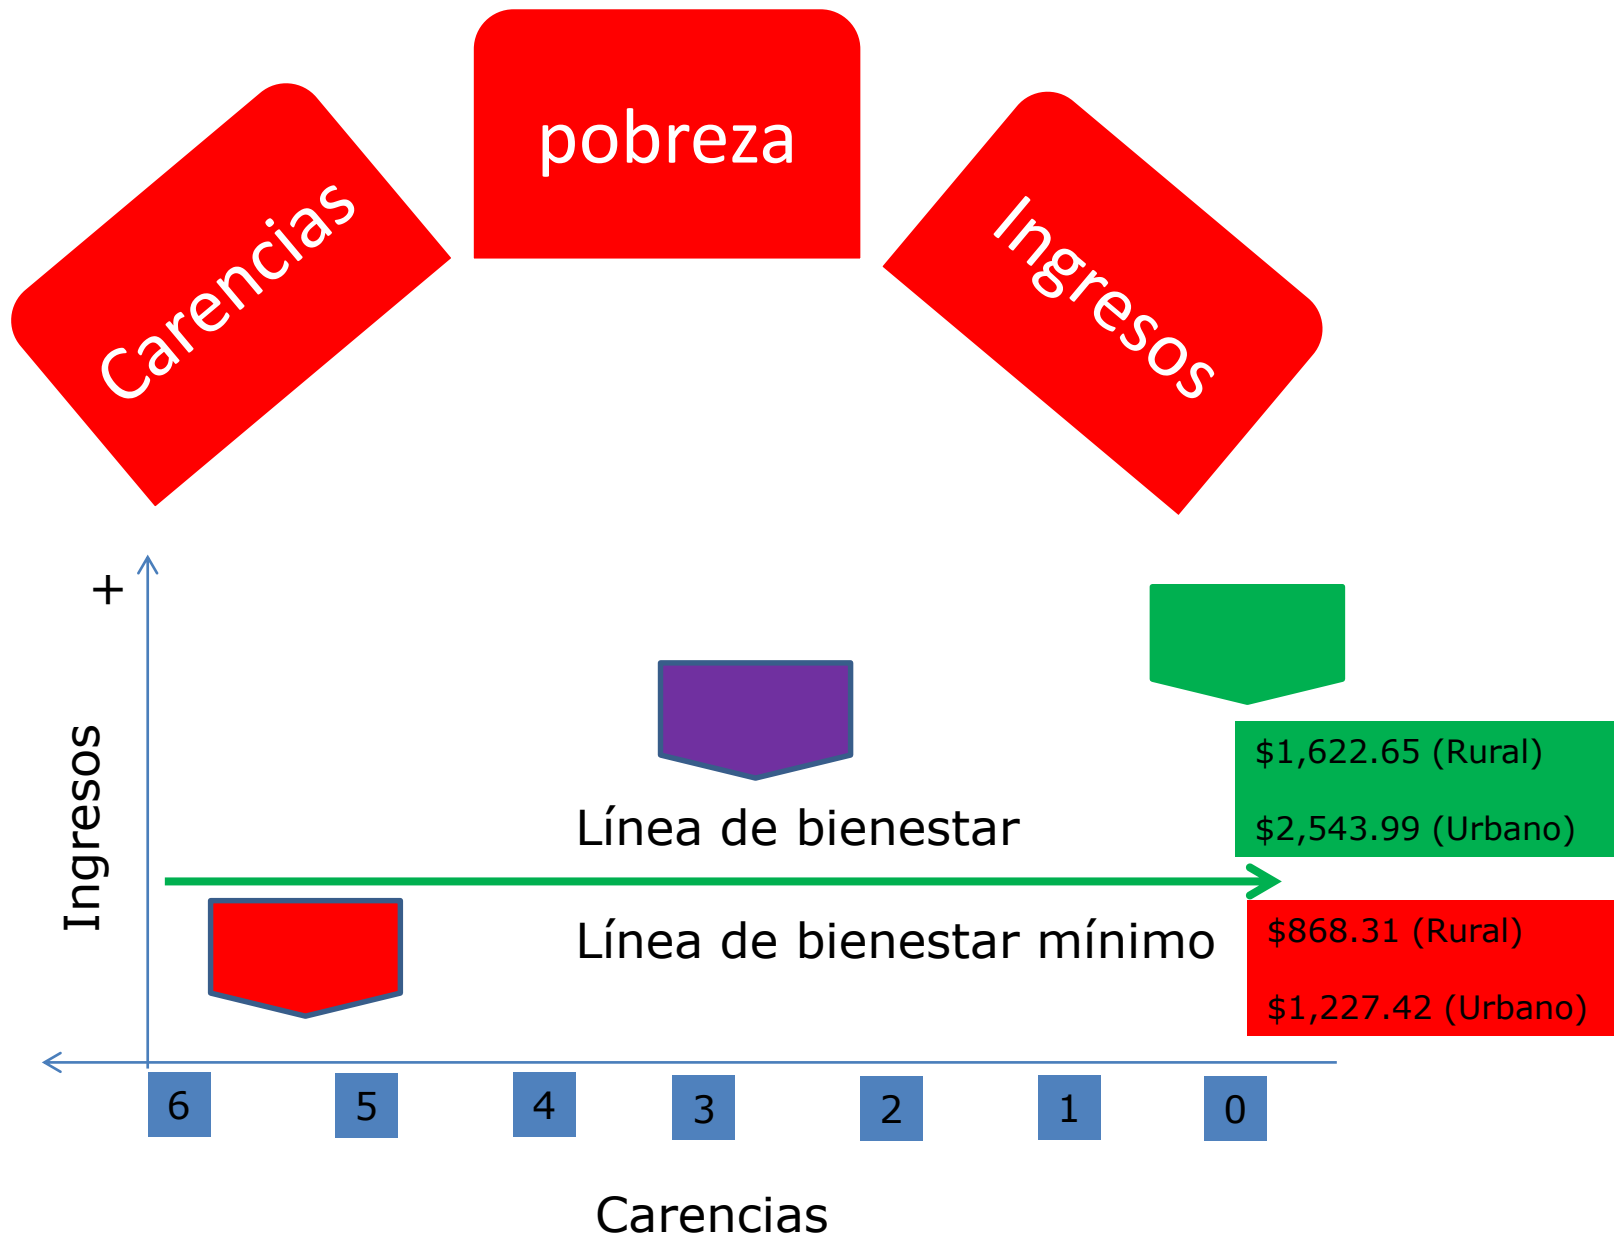 pobreza
Carencias
Ingresos
+
Ingresos
$1,622.65 (Rural)
Línea de bienestar
$2,543.99 (Urbano)
Línea de bienestar mínimo
$868.31 (Rural)
$1,227.42 (Urbano)
6 5 4 3 2 1 0
Carencias